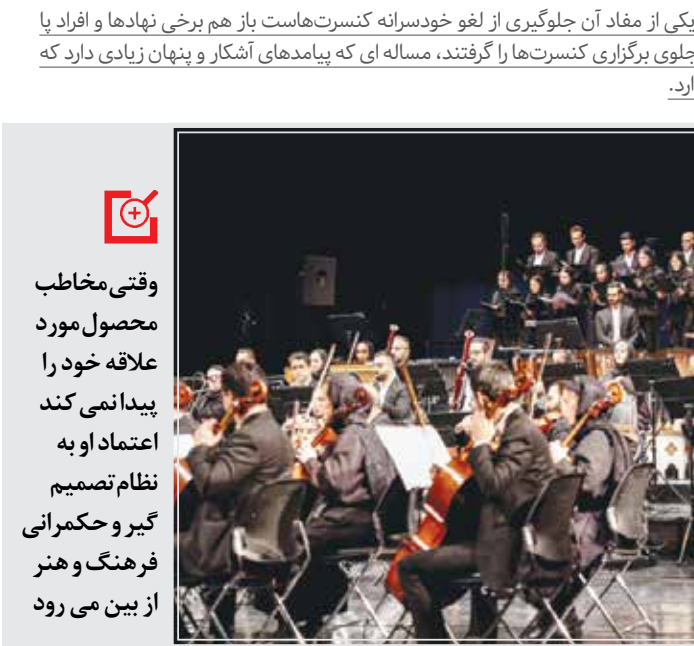 یکی از مفاد آن جلوگیری از لغو خودسرانه کنسرت‌هاست باز هم برخی نهادها و افراد پا
جلوی برگزاری کنسرت‌ها را گرفتند، مساله ای که پیامدهای آشکار و پنهان زیادی دارد که
ارد.
وقتی مخاطب
محصول مورد
علاقه خود را
پیدا نمی کند
اعتماد او به
نظام تصمیم
گیر و حکمرانی
فرهنگ و هنر
از بین می رود